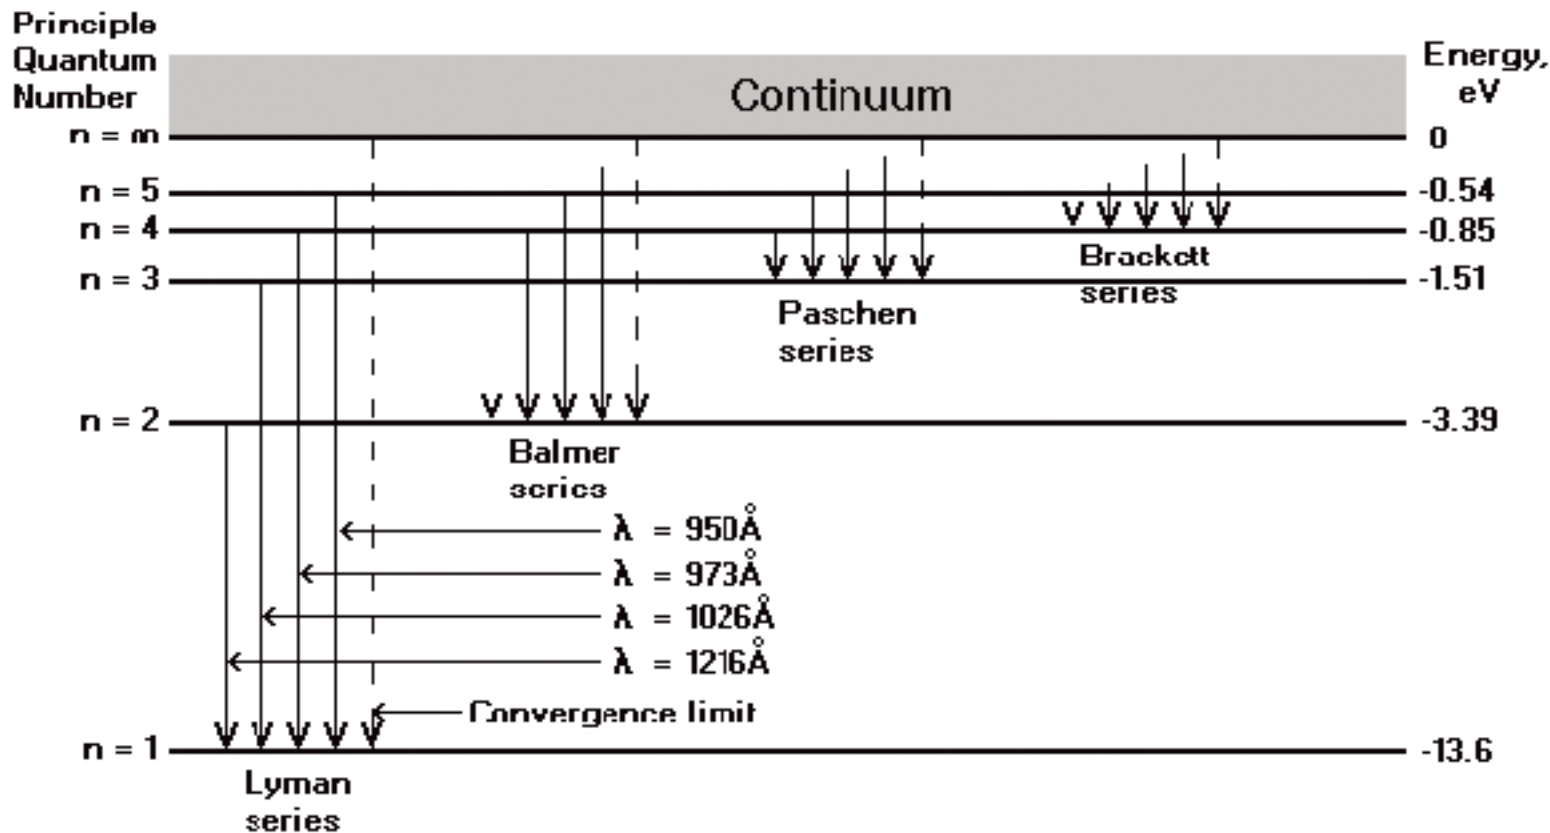 Principle
Quantum
Number
Energy,
eV
Continuum
n = ∞
0
n = 5
-0.54
n = 4
-0.85
Brackett
series
n = 3
-1.51
Paschen
series
n = 2
-3.39
Balmer
series
λ = 950Å
λ = 973Å
λ = 1026Å
λ = 1216Å
Convergence limit
n = 1
-13.6
Lyman
series